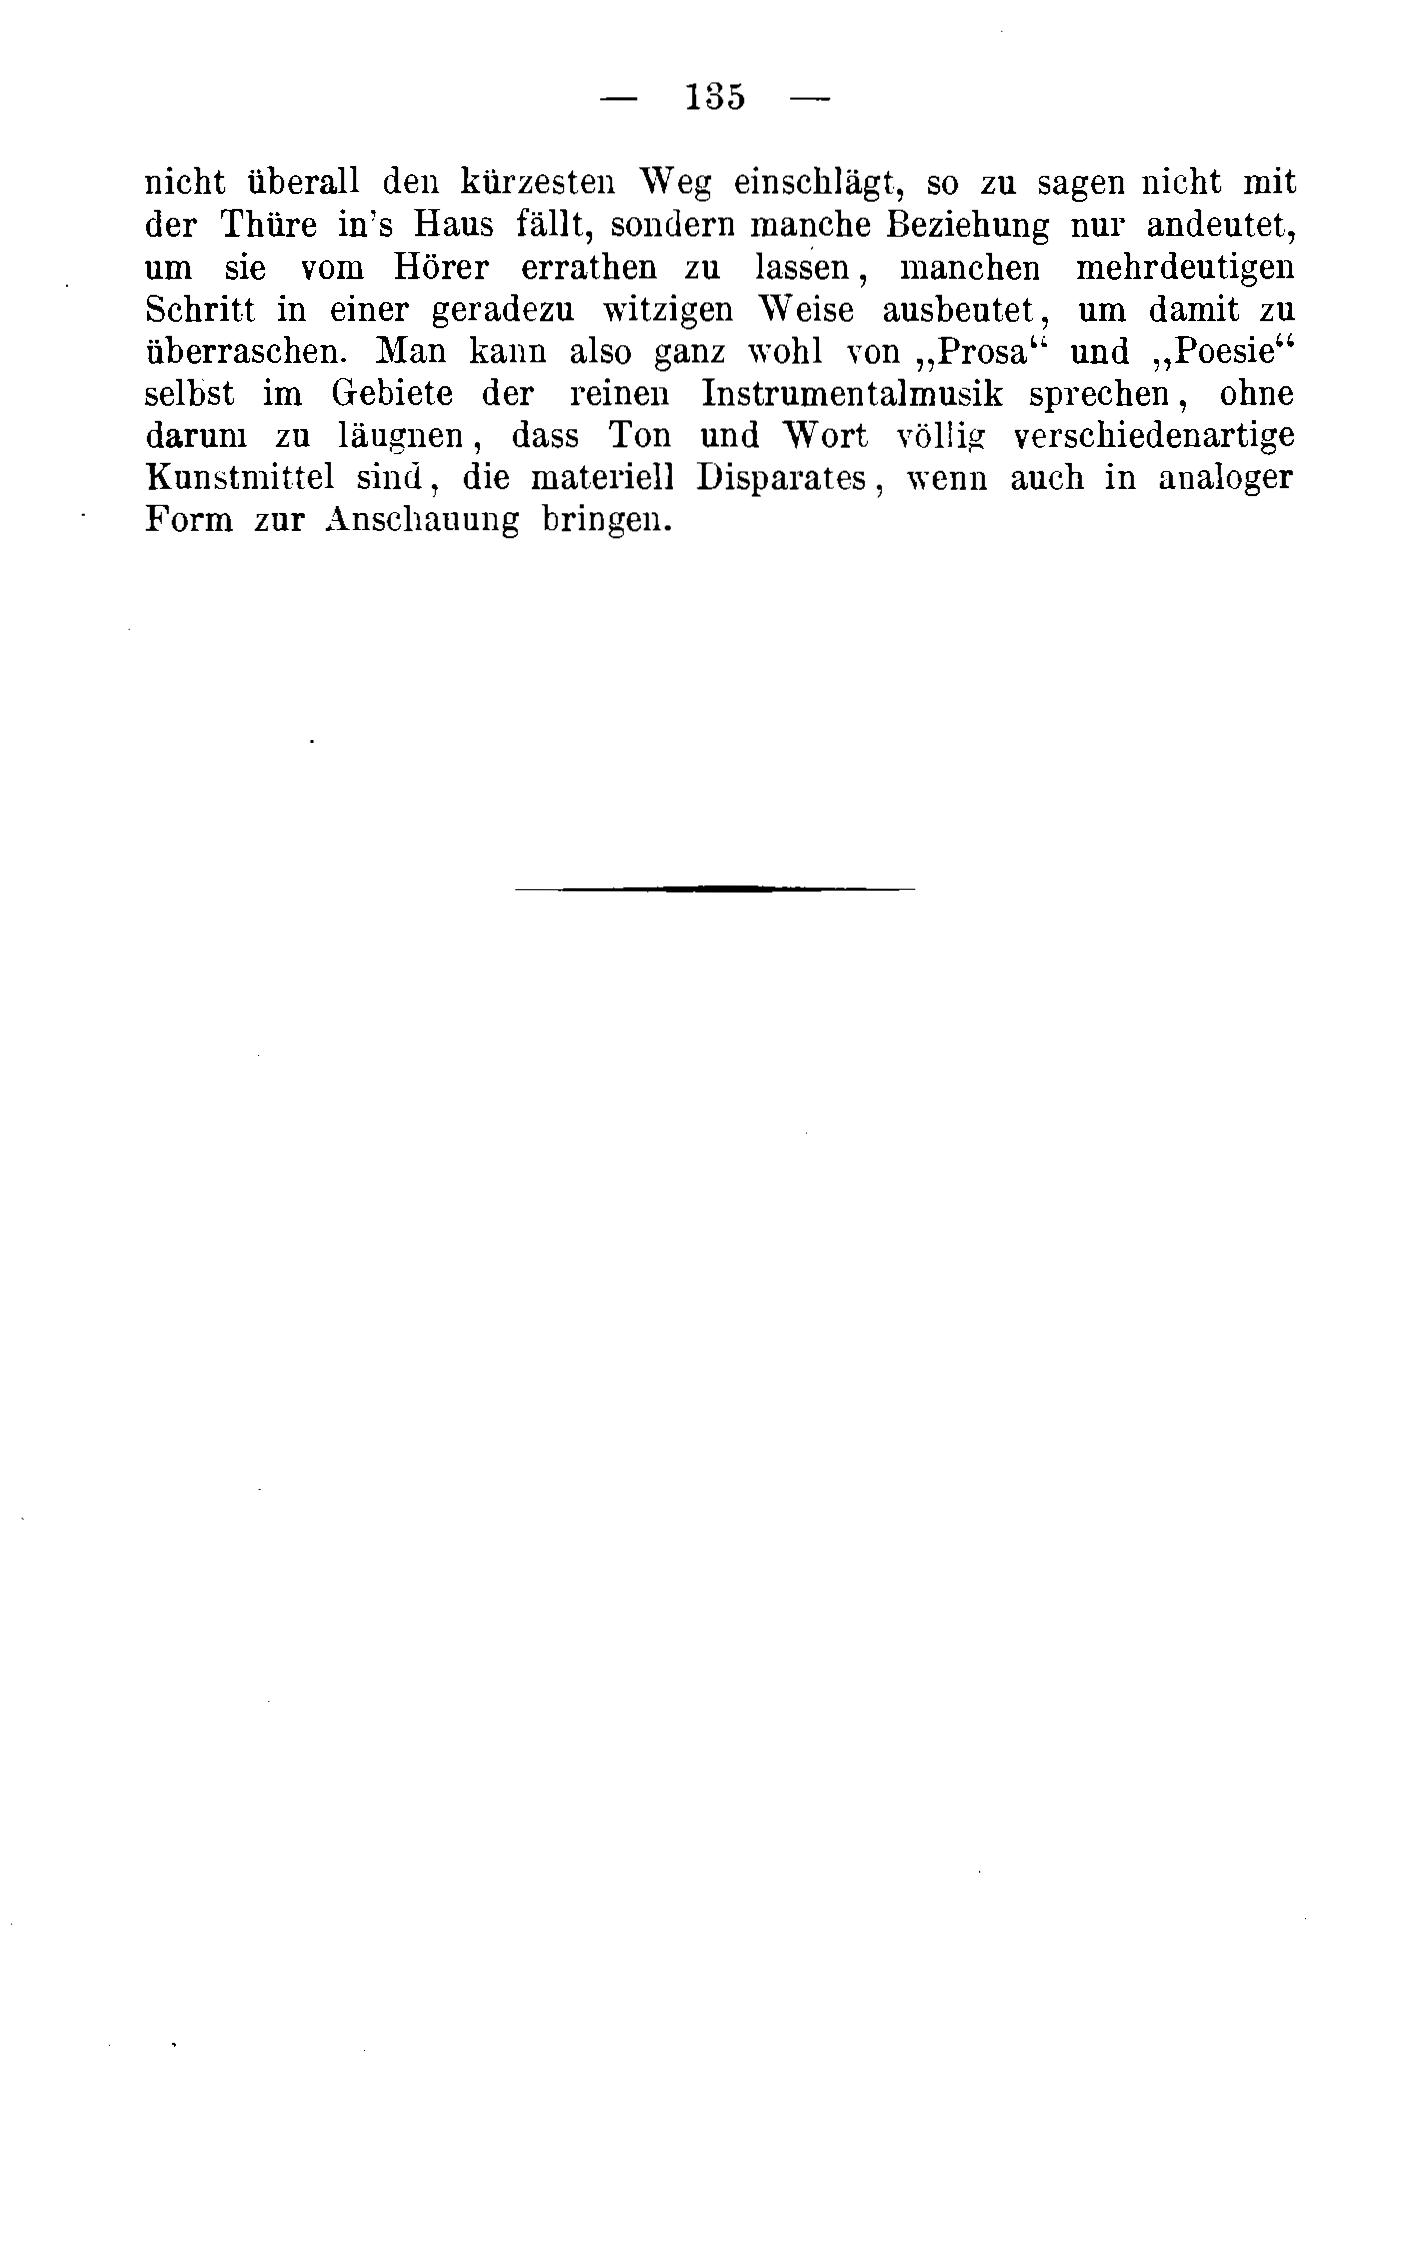 — 135 —
nicht überall den kürzesten Weg einschlägt, so zu sagen nicht mit
der Thüre in's Haus fällt, sondern manche Beziehung nur andeutet,
um sie vom Hörer errathen zu lassen, manchen mehrdeutigen
Schritt in einer geradezu witzigen Weise ausbeutet, um damit zu
überraschen. Man kann also ganz wohl von „Prosa“ und „Poesie“
selbst im Gebiete der reinen Instrumentalmusik sprechen, ohne
darum zu läugnen, dass Ton und Wort völlig verschiedenartige
Kunstmittel sind, die materiell Disparates, wenn auch in analoger
Form zur Anschauung bringen.